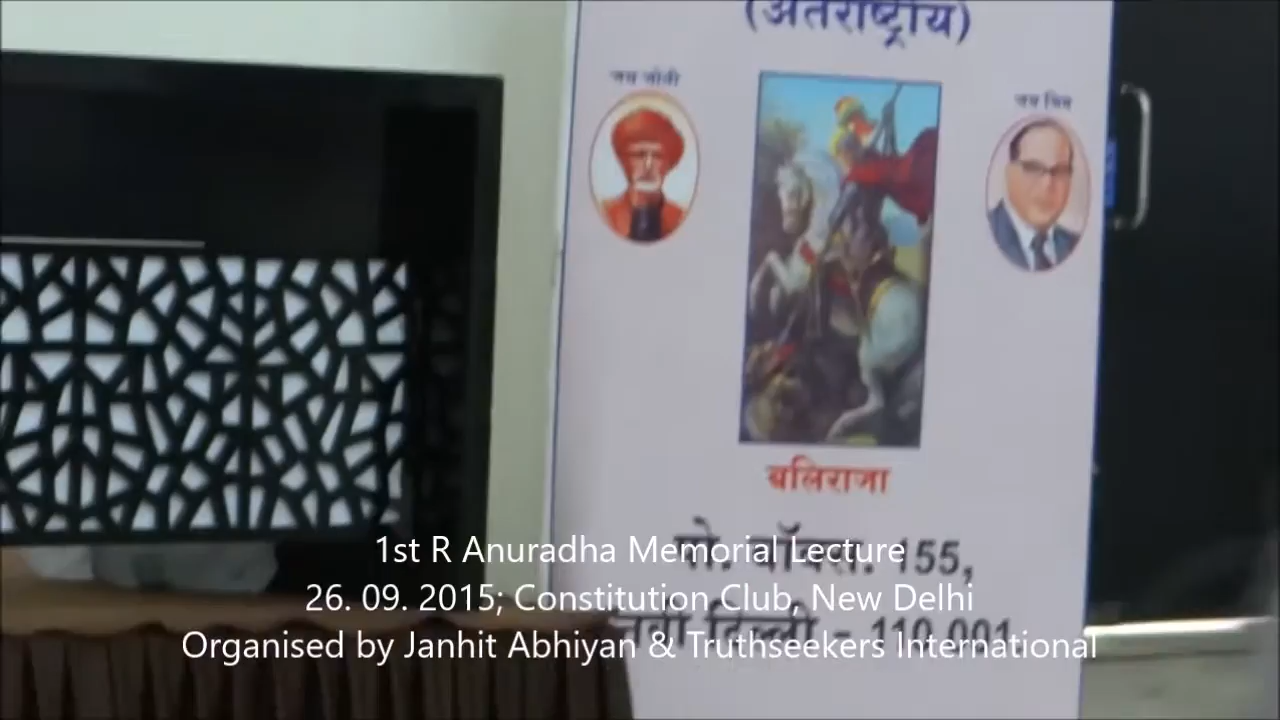 (अंतर्राष्ट्रीय)
जय जोती
जय भिम
बलिराजा
पो. बॉक्स. 155,
नवी दिल्ली - 110 001
1st R Anuradha Memorial Lecture
26. 09. 2015; Constitution Club, New Delhi
Organised by Janhit Abhiyan & Truthseekers International